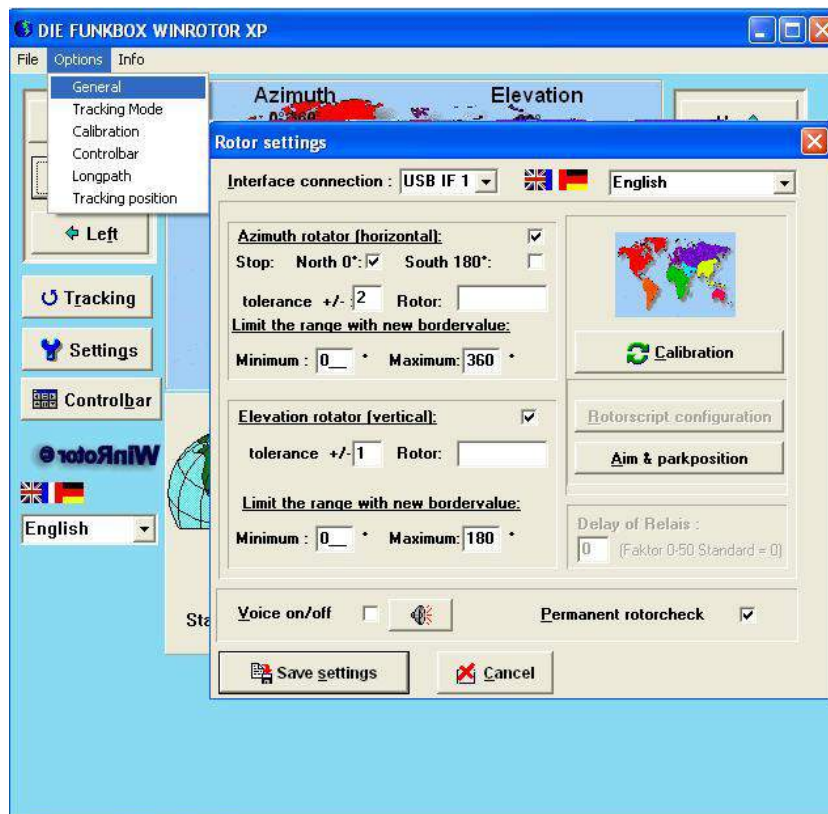 DIE FUNKBOX WINROTOR XP
File Options Info
General
Tracking Mode
Calibration
Controlbar
Longpath
Tracking position
Azimuth Elevation
Left
Tracking
Settings
Controlbar
WinRotor ©
English
Rotor settings
Interface connection : USB IF 1 English
Azimuth rotator (horizontal):
Stop: North 0°: South 180°:
tolerance +/- : 2 Rotor:
Limit the range with new bordervalue:
Minimum : 0__ ° Maximum: 360 °
Elevation rotator (vertical):
tolerance +/- 1 Rotor:
Limit the range with new bordervalue:
Minimum : 0__ ° Maximum: 180 °
Calibration
Rotorscript configuration
Aim & parkposition
Delay of Relais :
0 (Faktor 0-50 Standard = 0)
Voice on/off Permanent rotorcheck
Save settings Cancel